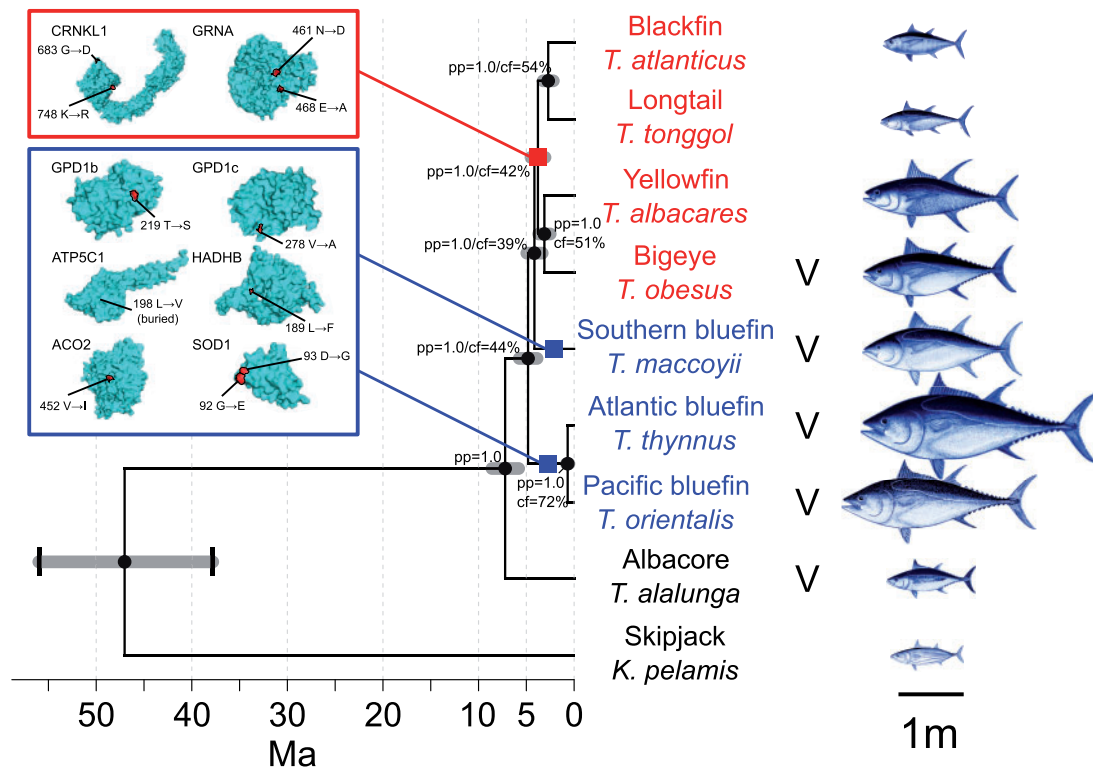 CRNKL1
GRNA
683 G→D
461 N→D
748 K→R
468 E→A
GPD1b
GPD1c
219 T→S
278 V→A
ATP5C1
HADHB
198 L→V
(buried)
189 L→F
ACO2
SOD1
93 D→G
452 V→I
92 G→E
pp=1.0/cf=54%
pp=1.0/cf=42%
pp=1.0
cf=51%
pp=1.0/cf=39%
pp=1.0/cf=44%
pp=1.0
pp=1.0
cf=72%
Blackfin
T. atlanticus
Longtail
T. tonggol
Yellowfin
T. albacares
Bigeye
T. obesus
V
Southern bluefin
T. maccoyii
V
Atlantic bluefin
T. thynnus
V
Pacific bluefin
T. orientalis
V
Albacore
T. alalunga
V
Skipjack
K. pelamis
50 40 30 20 10 5 0
Ma
1m